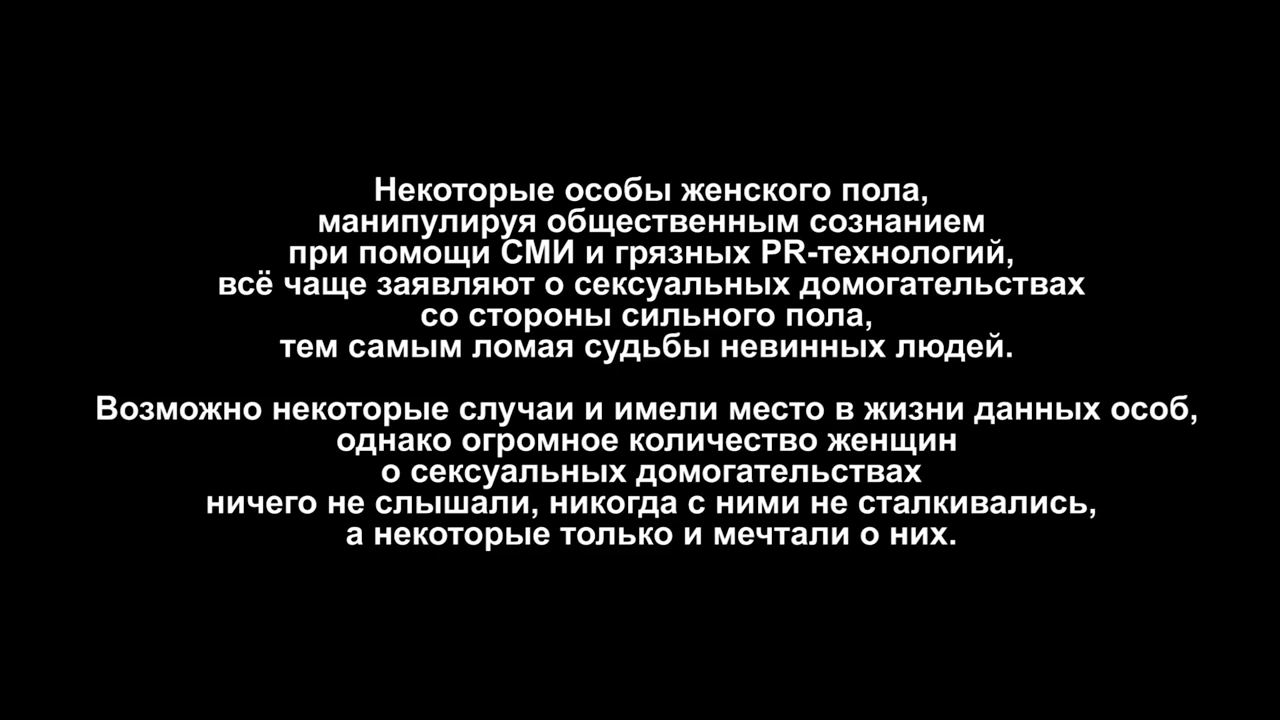 Некоторые особы женского пола,
манипулируя общественным сознанием
при помощи СМИ и грязных PR-технологий,
всё чаще заявляют о сексуальных домогательствах
со стороны сильного пола,
тем самым ломая судьбы невинных людей.
Возможно некоторые случаи и имели место в жизни данных особ,
однако огромное количество женщин
о сексуальных домогательствах
ничего не слышали, никогда с ними не сталкивались,
а некоторые только и мечтали о них.